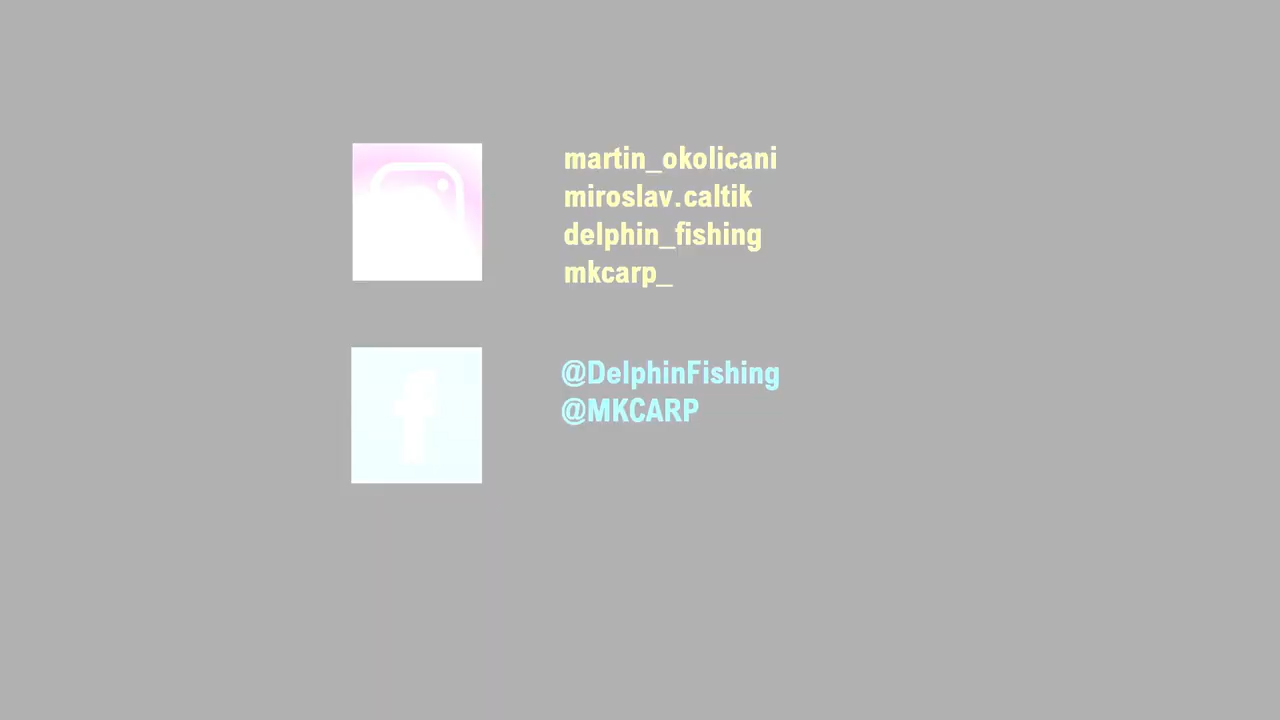 martin_okolicani
miroslav.caltik
delphin_fishing
mkcarp_
@DelphinFishing
@MKCARP